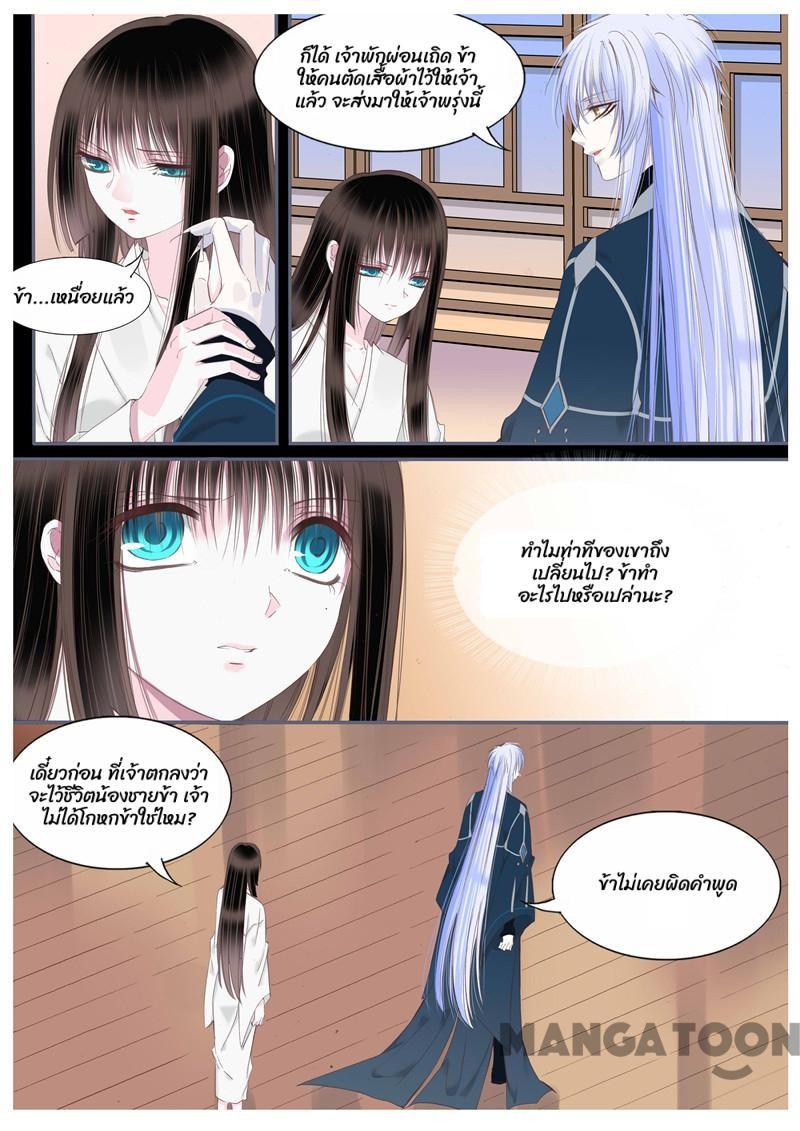 ข้า...เหนื่อยแล้ว
ก็ได้ เจ้าพักผ่อนเถิด ข้า
ให้คนตัดเสื้อผ้าไว้ให้เจ้า
แล้ว จะส่งมาให้เจ้าพรุ่งนี้
ทำไมท่าทีของเขาถึง
เปลี่ยนไป? ข้าทำ
อะไรไปหรือเปล่านะ?
เดี๋ยวก่อน ที่เจ้าตกลงว่า
จะไว้ชีวิตน้องชายข้า เจ้า
ไม่ได้โกหกข้าใช่ไหม?
ข้าไม่เคยผิดคำพูด
MANGATOON